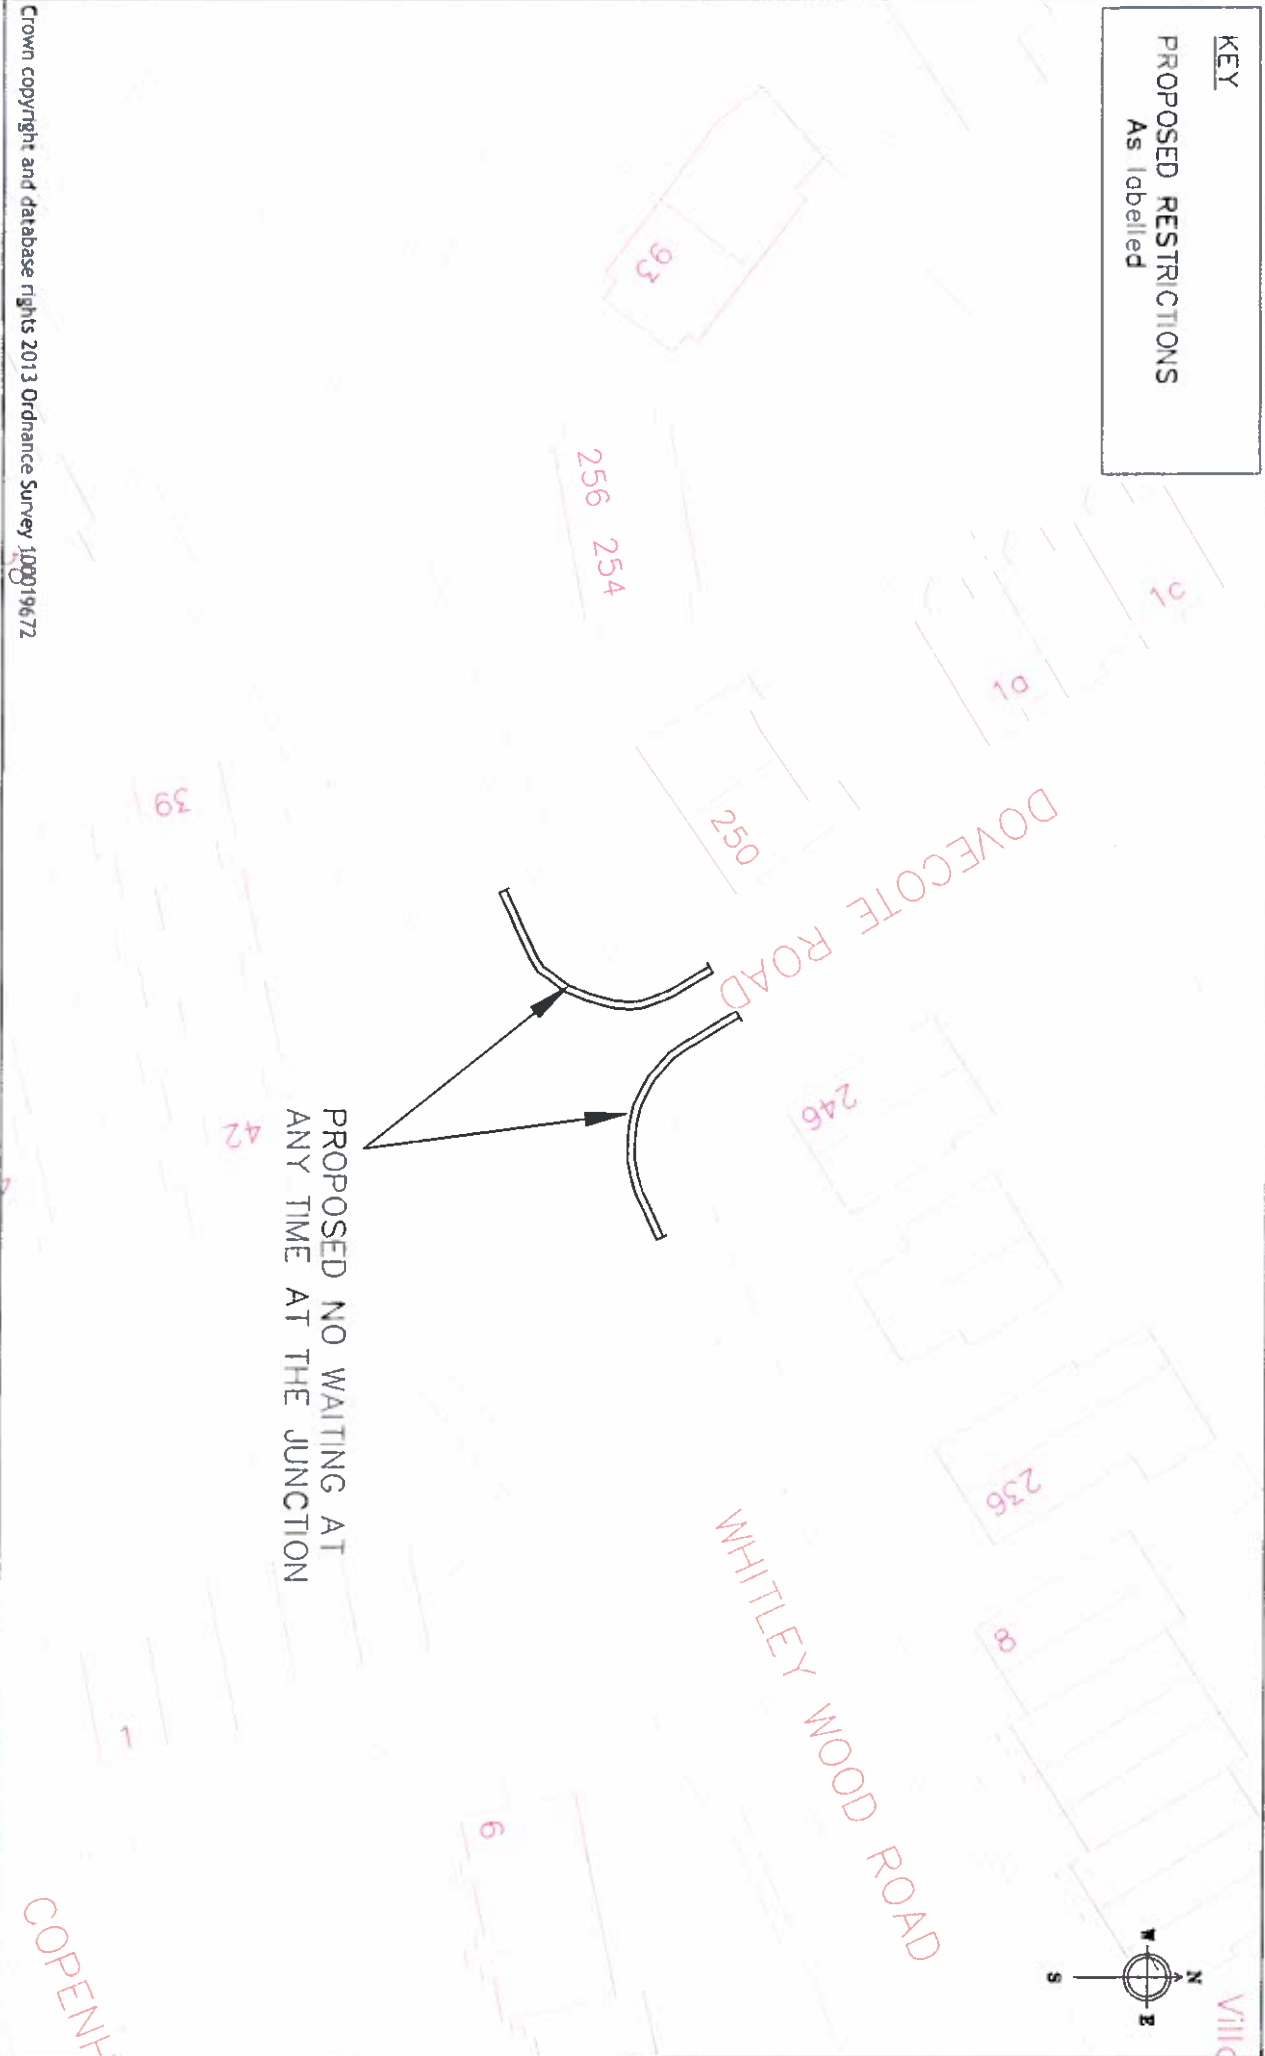 KEY
PROPOSED RESTRICTIONS
As labelled
1c
1a
93
256 254
250
DOVECOTE ROAD
246
236
8
WHITLEY WOOD ROAD
N
W
E
S
PROPOSED NO WAITING AT
ANY TIME AT THE JUNCTION
39
42
1
6
Crown copyright and database rights 2013 Ordnance Survey 100019672